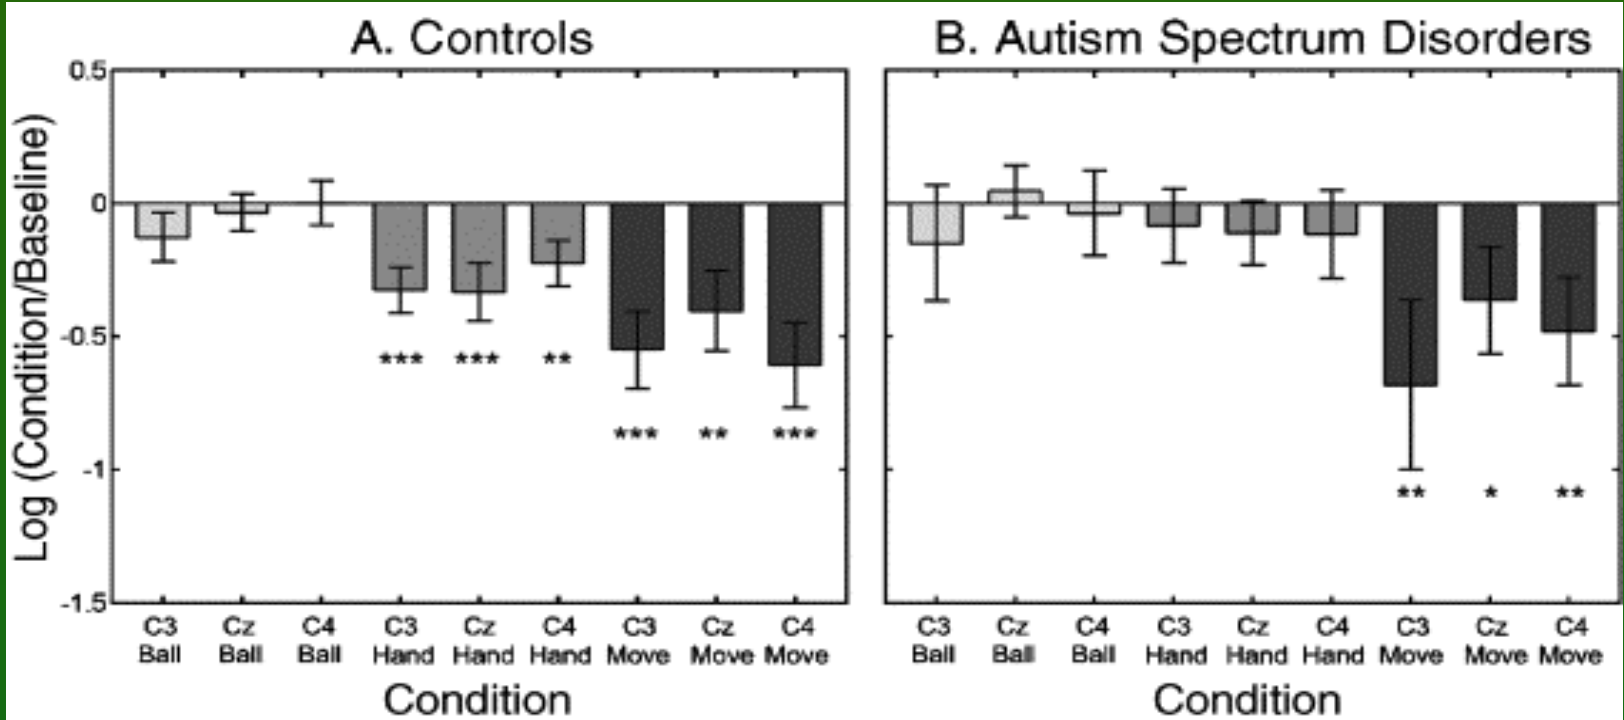 A. Controls
B. Autism Spectrum Disorders
Log (Condition/Baseline)
0.5
0
-0.5
-1
-1.5
*** *** ** *** ** ***
** * **
C3 Cz C4 C3 Cz C4 C3 Cz C4
Ball Ball Ball Hand Hand Hand Move Move Move
Condition
C3 Cz C4 C3 Cz C4 C3 Cz C4
Ball Ball Ball Hand Hand Hand Move Move Move
Condition